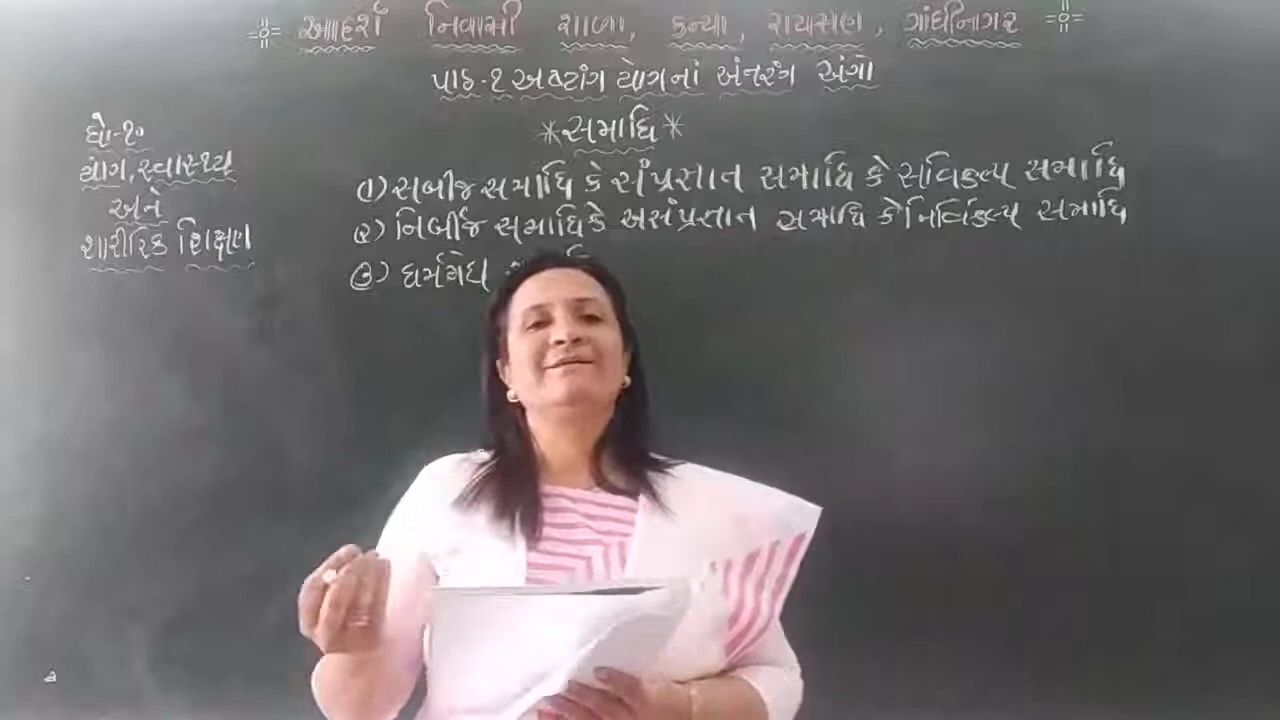 આદર્શ નિવાસી શાળા, કન્યા, રાયસણ, ગાંધીનગર
પાઠ-૧ અષ્ટાંગ યોગનાં અંતરંગ અંગો
*સમાધિ*
ધો-૧૦
યોગ, સ્વાસ્થ્ય
અને
શારીરિક શિક્ષણ
(૧) સબીજ સમાધિ કે સંપ્રજ્ઞાત સમાધિ કે સવિકલ્પ સમાધિ
(૨) નિર્બીજ સમાધિ કે અસંપ્રજ્ઞાત સમાધિ કે નિર્વિકલ્પ સમાધિ
(૩) ધર્મમેઘ